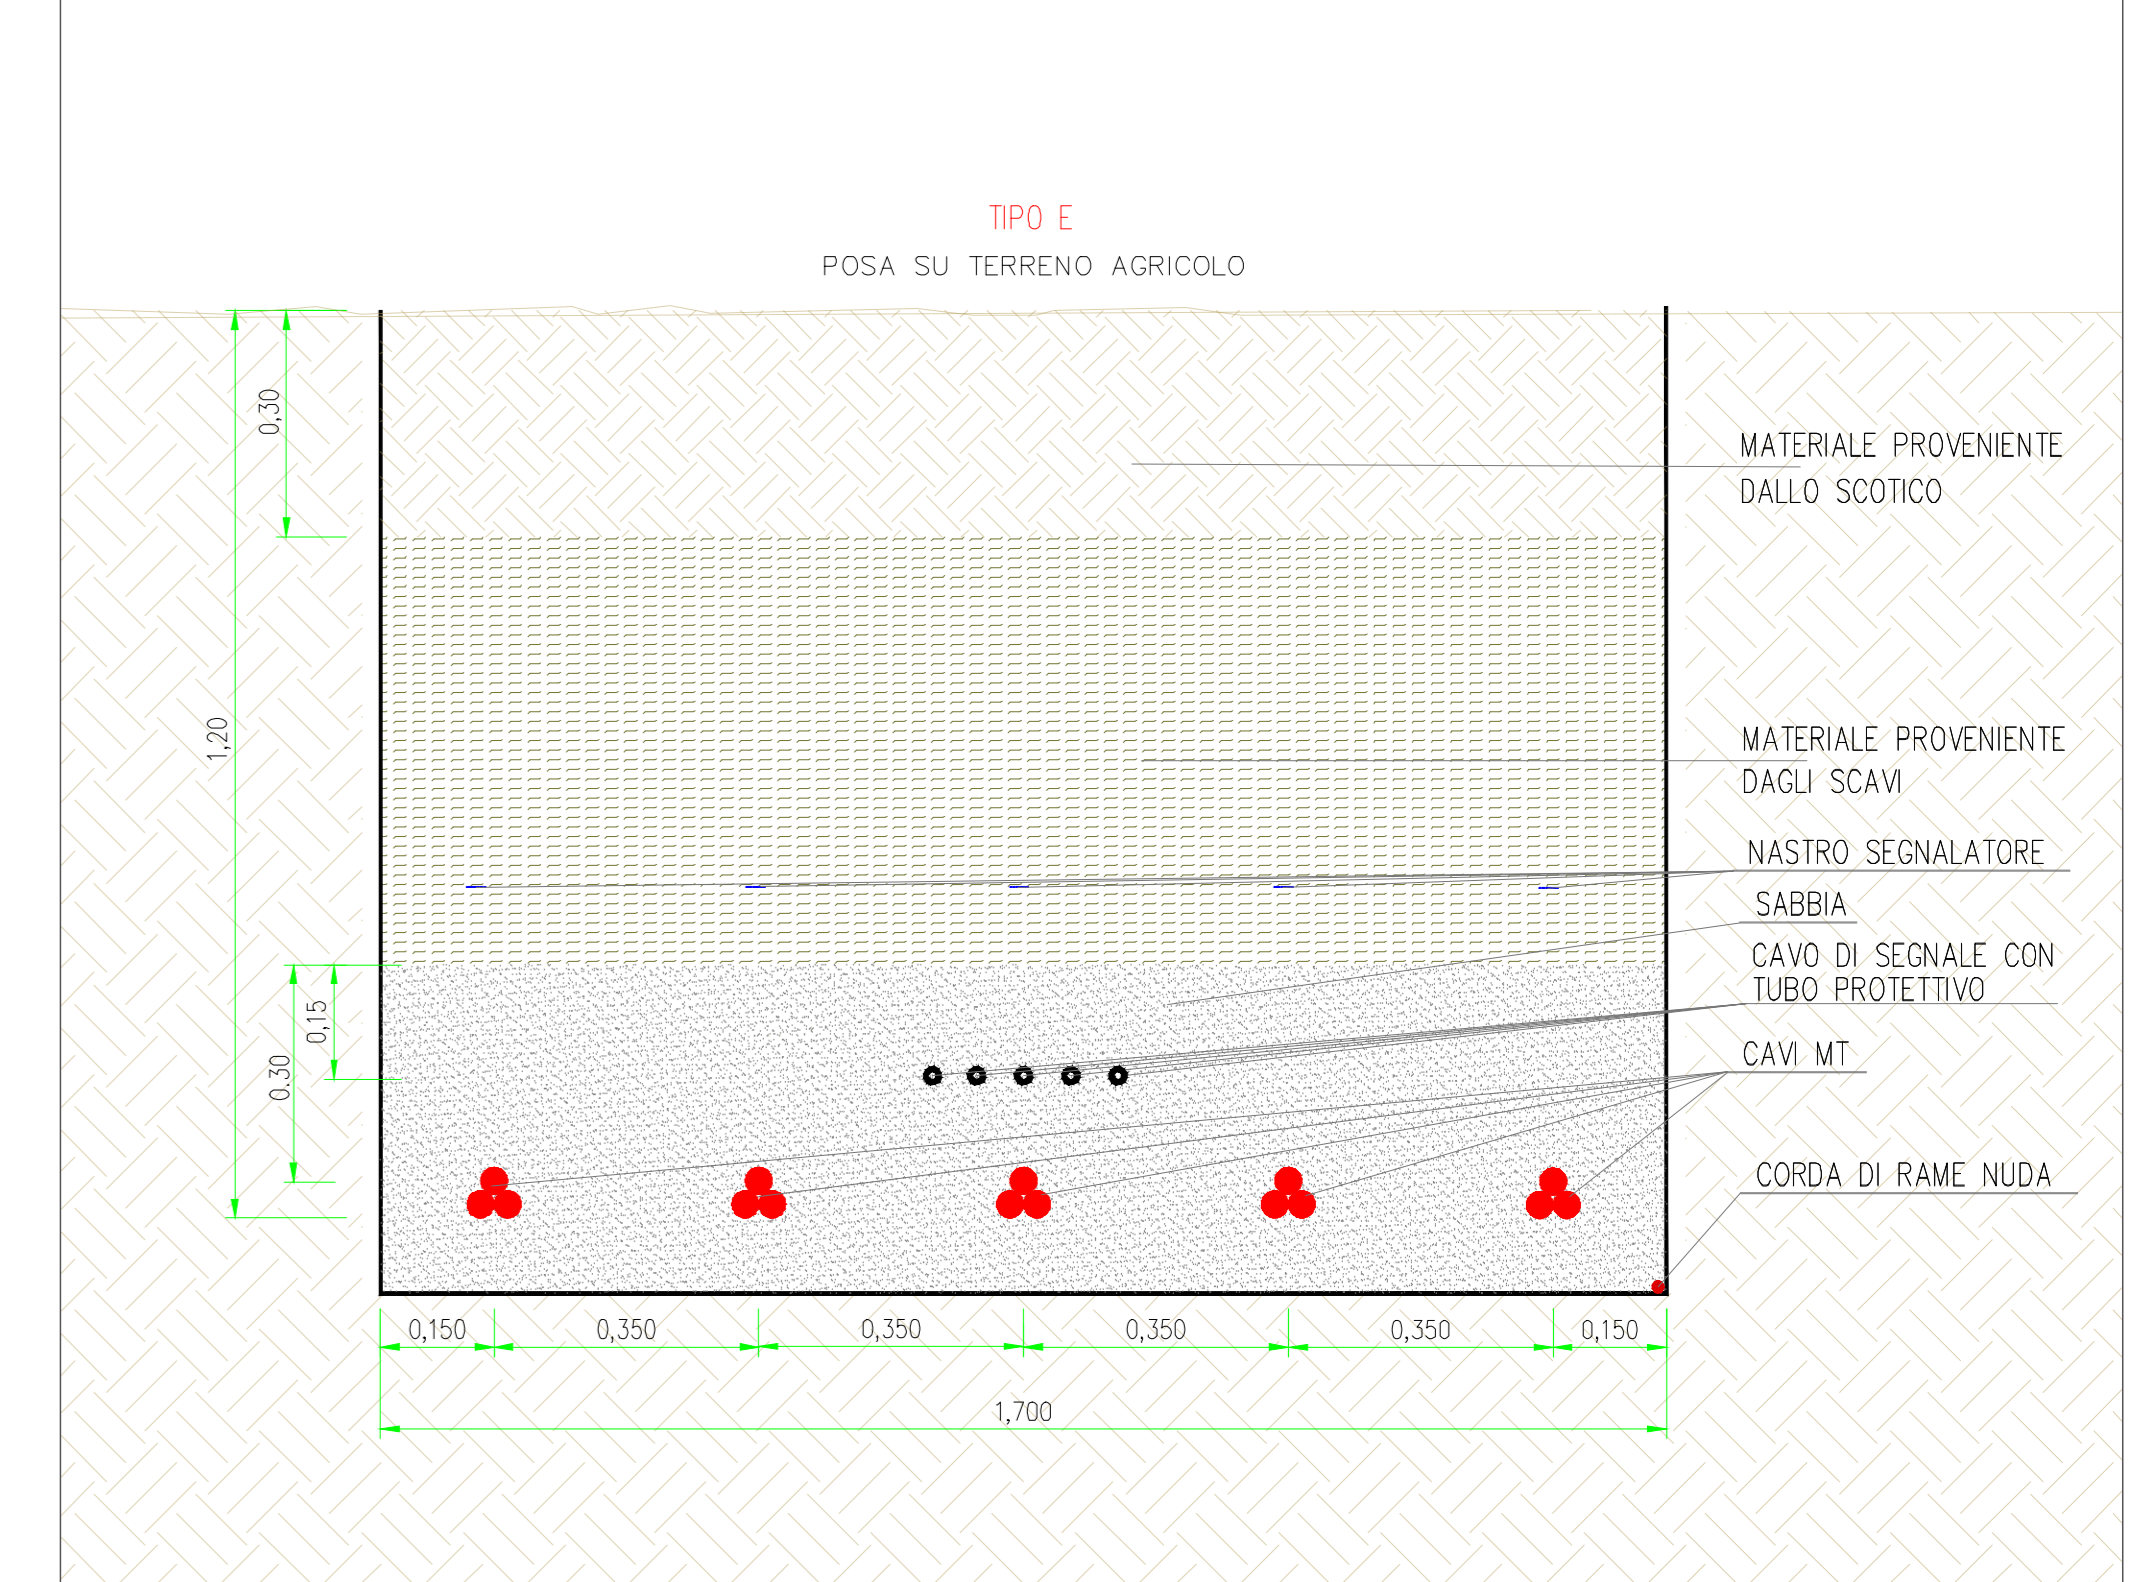 TIPO E
POSA SU TERRENO AGRICOLO
0,30
MATERIALE PROVENIENTE
DALLO SCOTICO
1,20
MATERIALE PROVENIENTE
DAGLI SCAVI
NASTRO SEGNALATORE
SABBIA
CAVO DI SEGNALE CON
TUBO PROTETTIVO
0,15
0.30
CAVI MT
CORDA DI RAME NUDA
0,150
0,350
0,350
0,350
0,350
0,150
1,700